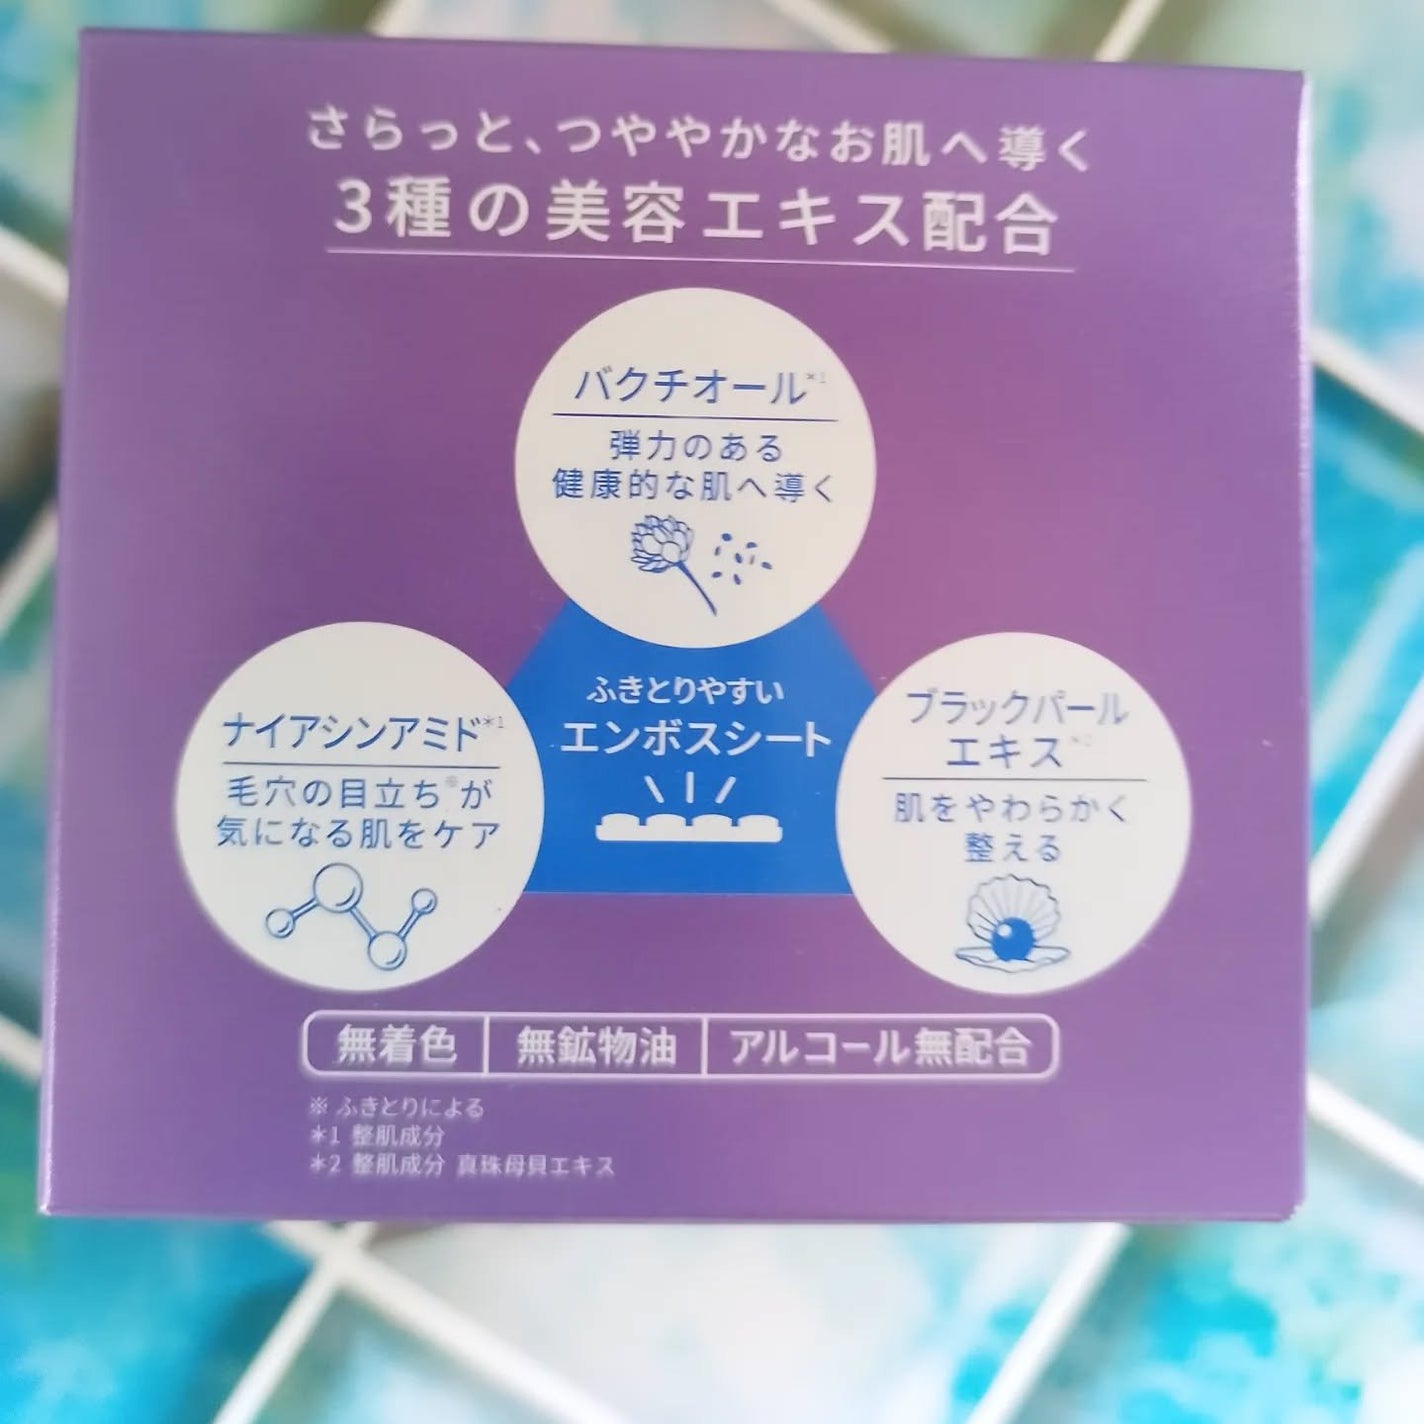 さらっと、つややかなお肌へ導く
3種の美容エキス配合
バクチオール*1
弾力のある
健康的な肌へ導く
ふきとりやすい
エンボスシート
ナイアシンアミド*1
毛穴の目立ち※が
気になる肌をケア
ブラックパール
エキス*2
肌をやわらかく
整える
無着色 無鉱物油 アルコール無配合
※ ふきとりによる
*1 整肌成分
*2 整肌成分 真珠母貝エキス